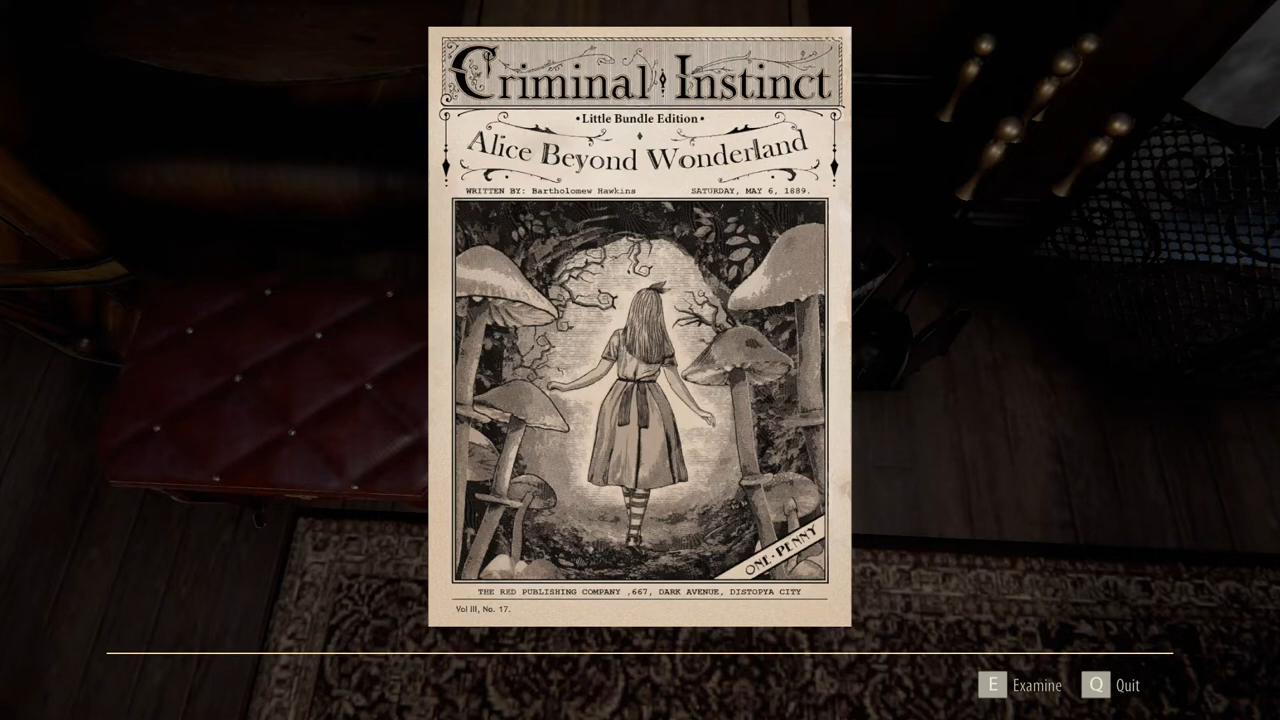 Criminal Instinct
•Little Bundle Edition•
Alice Beyond Wonderland
WRITTEN BY: Bartholomew Hawkins
SATURDAY, MAY 6, 1889.
ONE•PENNY
THE RED PUBLISHING COMPANY ,667, DARK AVENUE, DISTOPYA CITY
Vol III, No. 17.
E Examine Q Quit